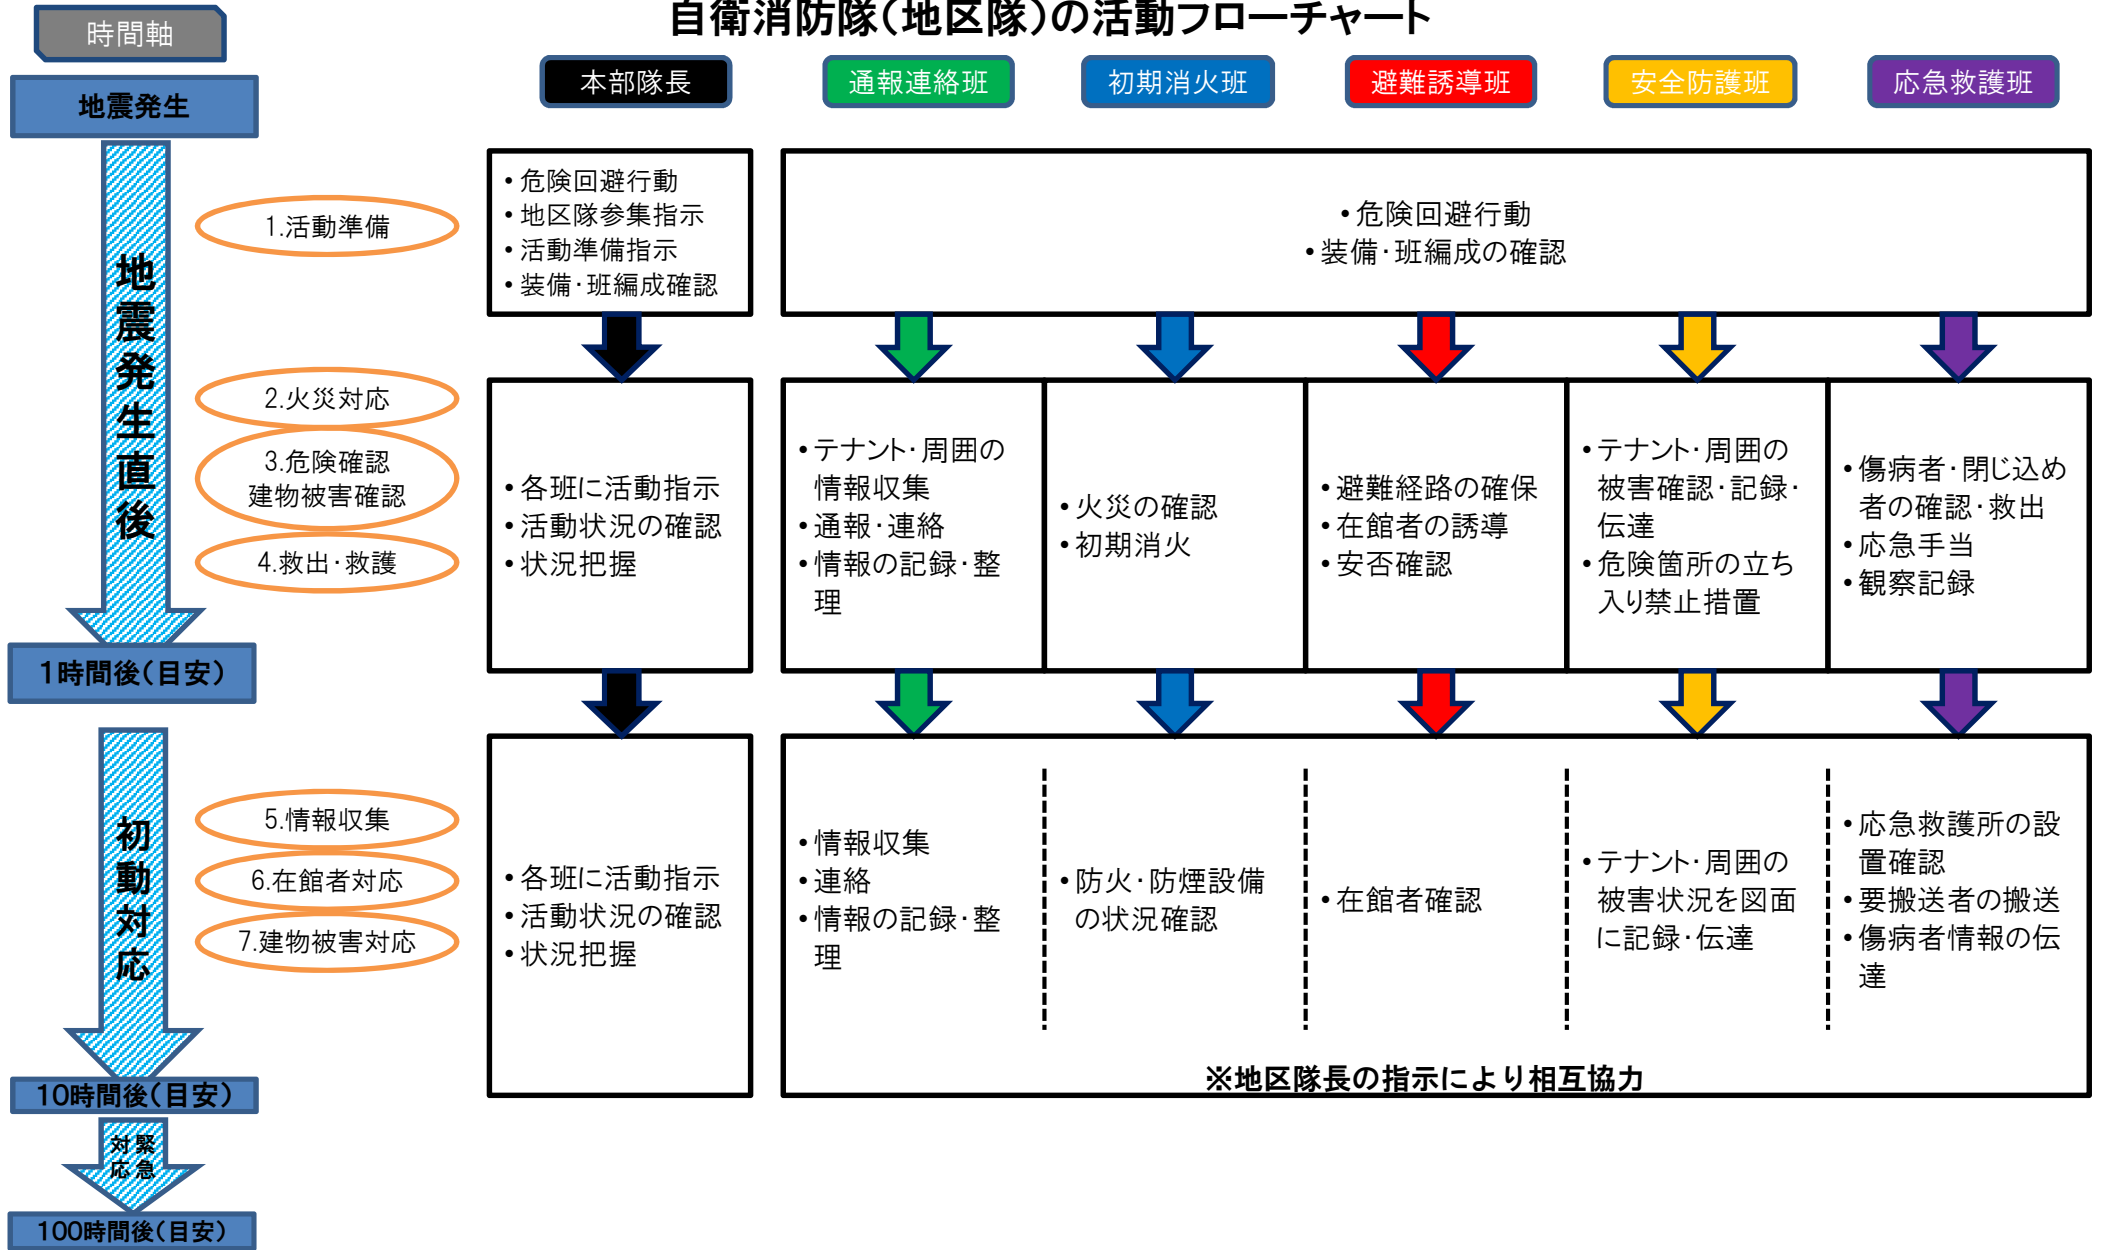 自衛消防隊（地区隊）の活動フローチャート
時間軸
本部隊長
通報連絡班
初期消火班
避難誘導班
安全防護班
応急救護班
地震発生
地震発生直後
1.活動準備
• 危険回避行動
• 地区隊参集指示
• 活動準備指示
• 装備・班編成確認
• 危険回避行動
• 装備・班編成の確認
2.火災対応
3.危険確認
建物被害確認
4.救出・救護
• 各班に活動指示
• 活動状況の確認
• 状況把握
• テナント・周囲の
情報収集
• 通報・連絡
• 情報の記録・整
理
• 火災の確認
• 初期消火
• 避難経路の確保
• 在館者の誘導
• 安否確認
• テナント・周囲の
被害確認・記録・
伝達
• 危険箇所の立ち
入り禁止措置
• 傷病者・閉じ込め
者の確認・救出
• 応急手当
• 観察記録
1時間後（目安）
初動対応
5.情報収集
6.在館者対応
7.建物被害対応
• 各班に活動指示
• 活動状況の確認
• 状況把握
• 情報収集
• 連絡
• 情報の記録・整
理
• 防火・防煙設備
の状況確認
• 在館者確認
• テナント・周囲の
被害状況を図面
に記録・伝達
• 応急救護所の設
置確認
• 要搬送者の搬送
• 傷病者情報の伝
達
※地区隊長の指示により相互協力
10時間後（目安）
緊急
対応
100時間後（目安）